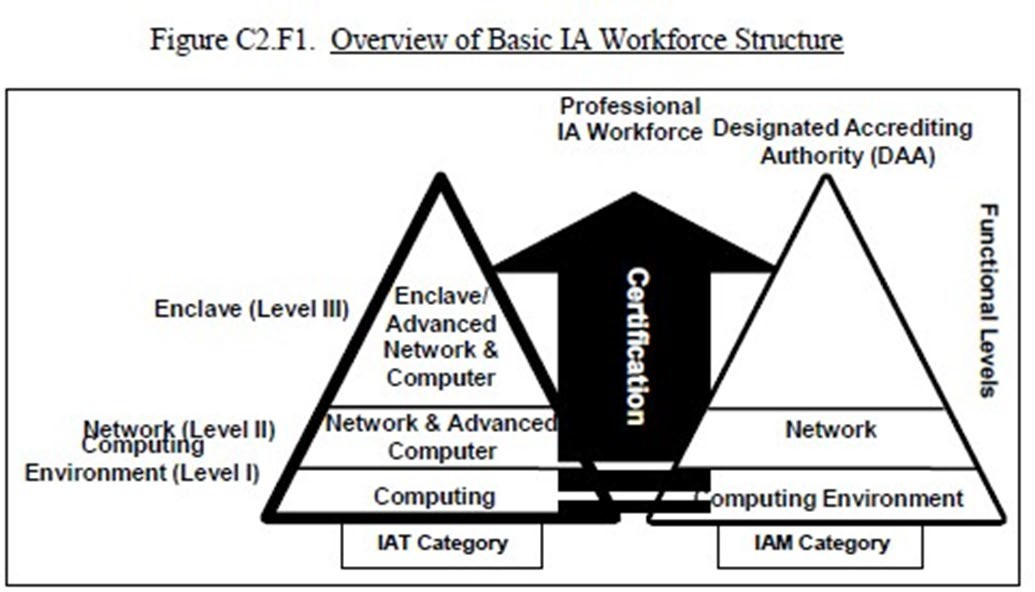 Figure C2.F1. Overview of Basic IA Workforce Structure
Professional
IA Workforce
Designated Accrediting
Authority (DAA)
Functional Levels
Certification
Enclave (Level III)
Enclave/
Advanced
Network &
Computer
Network (Level II)
Network & Advanced
Computer
Network
Computing
Environment (Level I)
Computing
Computing Environment
IAT Category
IAM Category